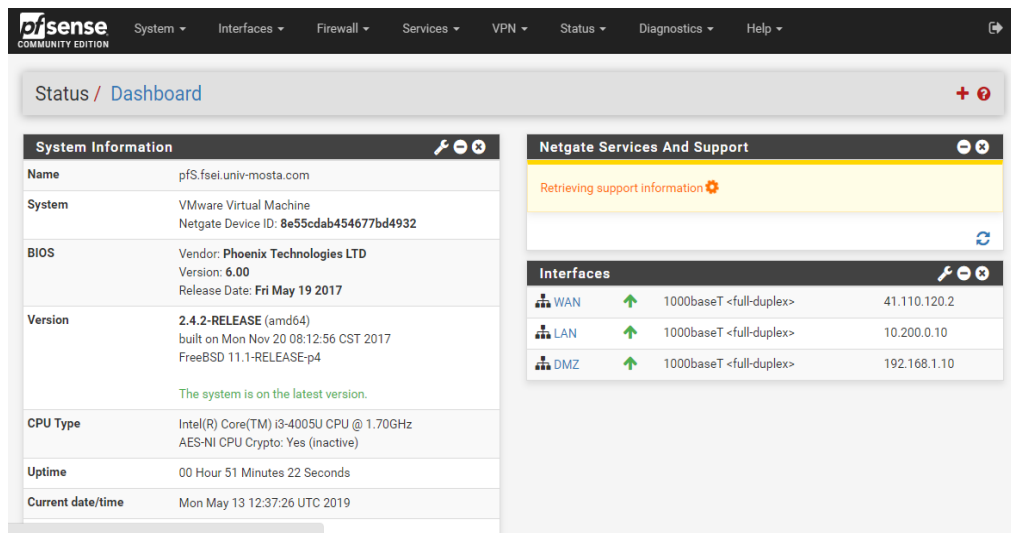 pfsense
COMMUNITY EDITION
System Interfaces Firewall Services VPN Status Diagnostics Help
Status / Dashboard
System Information
Name pfS.fsei.univ-mosta.com
System VMware Virtual Machine
Netgate Device ID: 8e55cdab454677bd4932
BIOS Vendor: Phoenix Technologies LTD
Version: 6.00
Release Date: Fri May 19 2017
Version 2.4.2-RELEASE (amd64)
built on Mon Nov 20 08:12:56 CST 2017
FreeBSD 11.1-RELEASE-p4
The system is on the latest version.
CPU Type Intel(R) Core(TM) i3-4005U CPU @ 1.70GHz
AES-NI CPU Crypto: Yes (inactive)
Uptime 00 Hour 51 Minutes 22 Seconds
Current date/time Mon May 13 12:37:26 UTC 2019
Netgate Services And Support
Retrieving support information
Interfaces
WAN 1000baseT <full-duplex> 41.110.120.2
LAN 1000baseT <full-duplex> 10.200.0.10
DMZ 1000baseT <full-duplex> 192.168.1.10